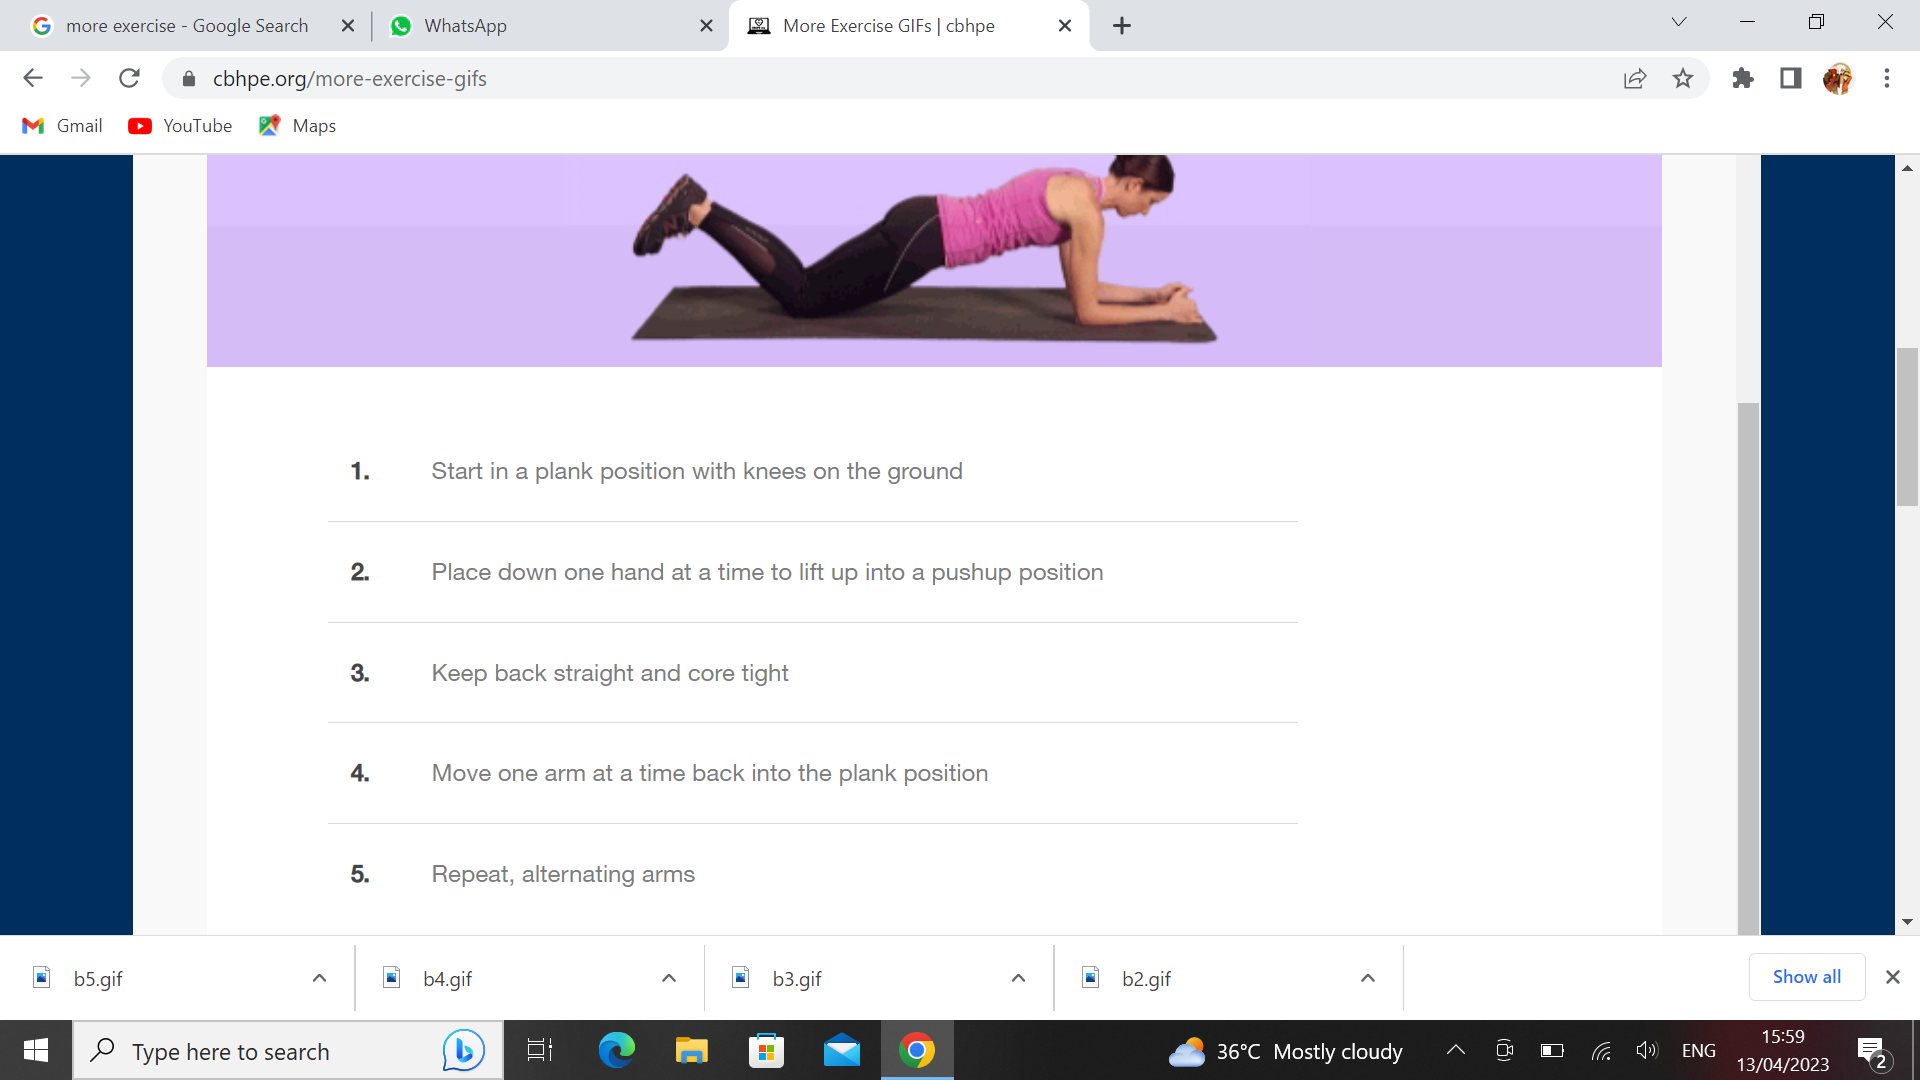 more exercise - Google Search
WhatsApp
More Exercise GIFs | cbhpe
cbhpe.org/more-exercise-gifs
Gmail
YouTube
Maps
1. Start in a plank position with knees on the ground
2. Place down one hand at a time to lift up into a pushup position
3. Keep back straight and core tight
4. Move one arm at a time back into the plank position
5. Repeat, alternating arms
b5.gif
b4.gif
b3.gif
b2.gif
Show all
Type here to search
36°C Mostly cloudy
ENG
15:59
13/04/2023
2